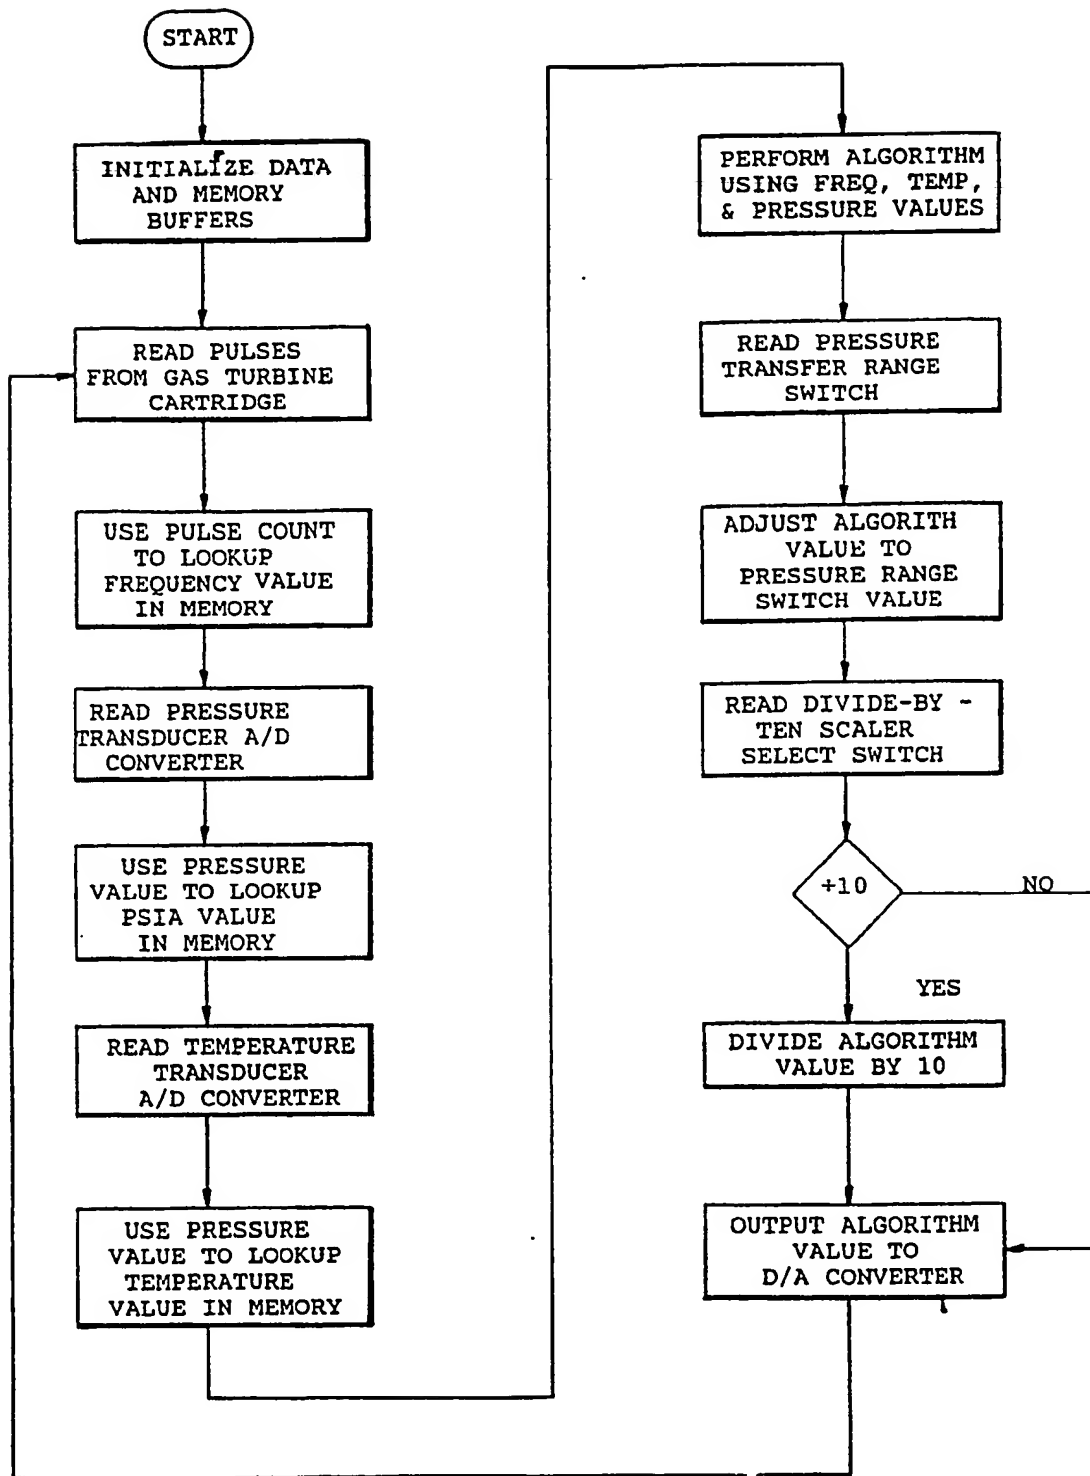 START
INITIALIZE DATA
AND MEMORY
BUFFERS
READ PULSES
FROM GAS TURBINE
CARTRIDGE
USE PULSE COUNT
TO LOOKUP
FREQUENCY VALUE
IN MEMORY
READ PRESSURE
TRANSDUCER A/D
CONVERTER
USE PRESSURE
VALUE TO LOOKUP
PSIA VALUE
IN MEMORY
READ TEMPERATURE
TRANSDUCER
A/D CONVERTER
USE PRESSURE
VALUE TO LOOKUP
TEMPERATURE
VALUE IN MEMORY
PERFORM ALGORITHM
USING FREQ, TEMP,
& PRESSURE VALUES
READ PRESSURE
TRANSFER RANGE
SWITCH
ADJUST ALGORITH
VALUE TO
PRESSURE RANGE
SWITCH VALUE
READ DIVIDE-BY -
TEN SCALER
SELECT SWITCH
+10
NO
YES
DIVIDE ALGORITHM
VALUE BY 10
OUTPUT ALGORITHM
VALUE TO
D/A CONVERTER